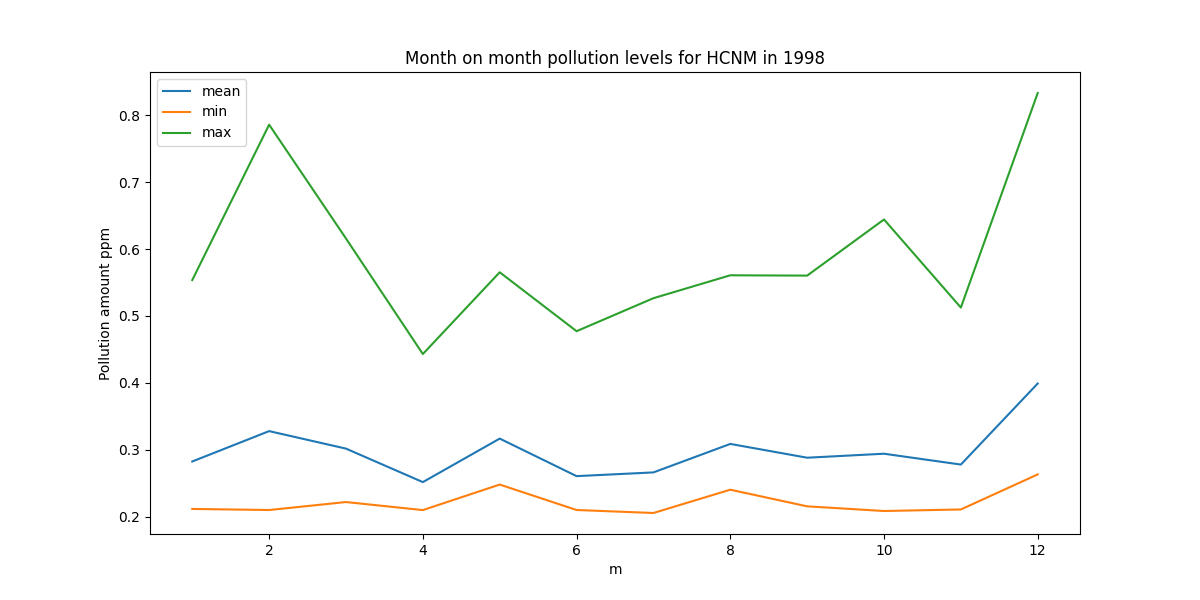 Month on month pollution levels for HCNM in 1998
mean
min
max
Pollution amount ppm
0.8
0.7
0.6
0.5
0.4
0.3
0.2
2 4 6 8 10 12
m